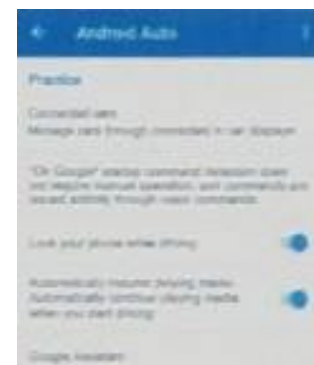 Android Auto
Practice
Connected cars
Message cars through connected in car displays
"Ok Google" startup command detection does
not require manual operation, and commands are
issued entirely through voice commands.
Lock your phone while driving
Automatically resume playing media
Automatically continue playing media
when you start driving
Google Assistant